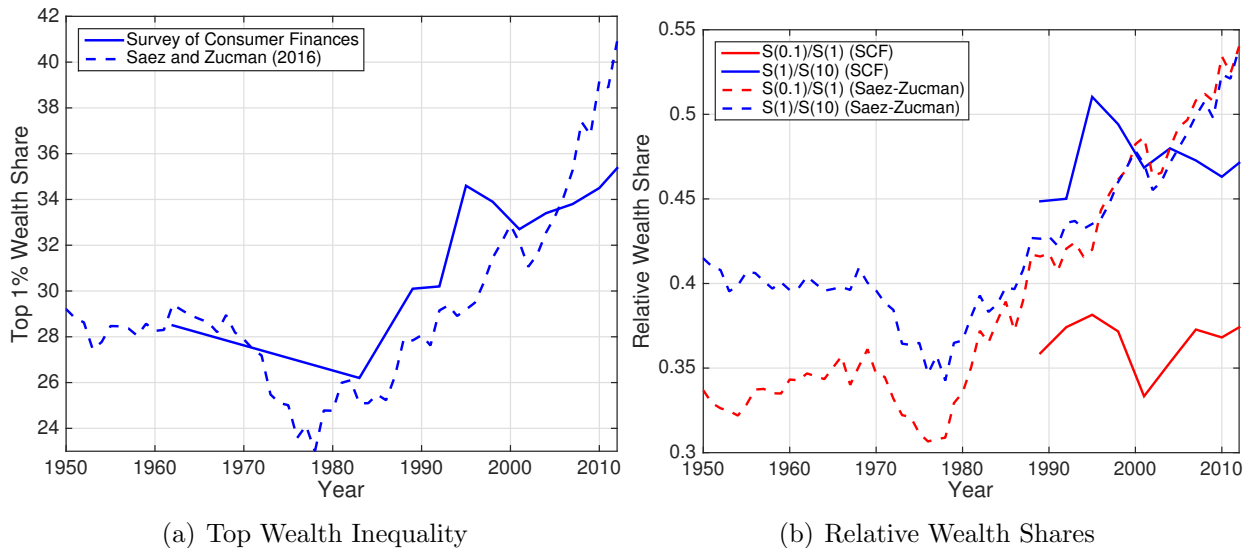 42
40
38
36
34
32
30
28
26
24
Top 1% Wealth Share
Survey of Consumer Finances
Saez and Zucman (2016)
1950 1960 1970 1980 1990 2000 2010
Year
(a) Top Wealth Inequality
0.55
0.5
0.45
0.4
0.35
0.3
Relative Wealth Share
S(0.1)/S(1) (SCF)
S(1)/S(10) (SCF)
S(0.1)/S(1) (Saez-Zucman)
S(1)/S(10) (Saez-Zucman)
1950 1960 1970 1980 1990 2000 2010
Year
(b) Relative Wealth Shares